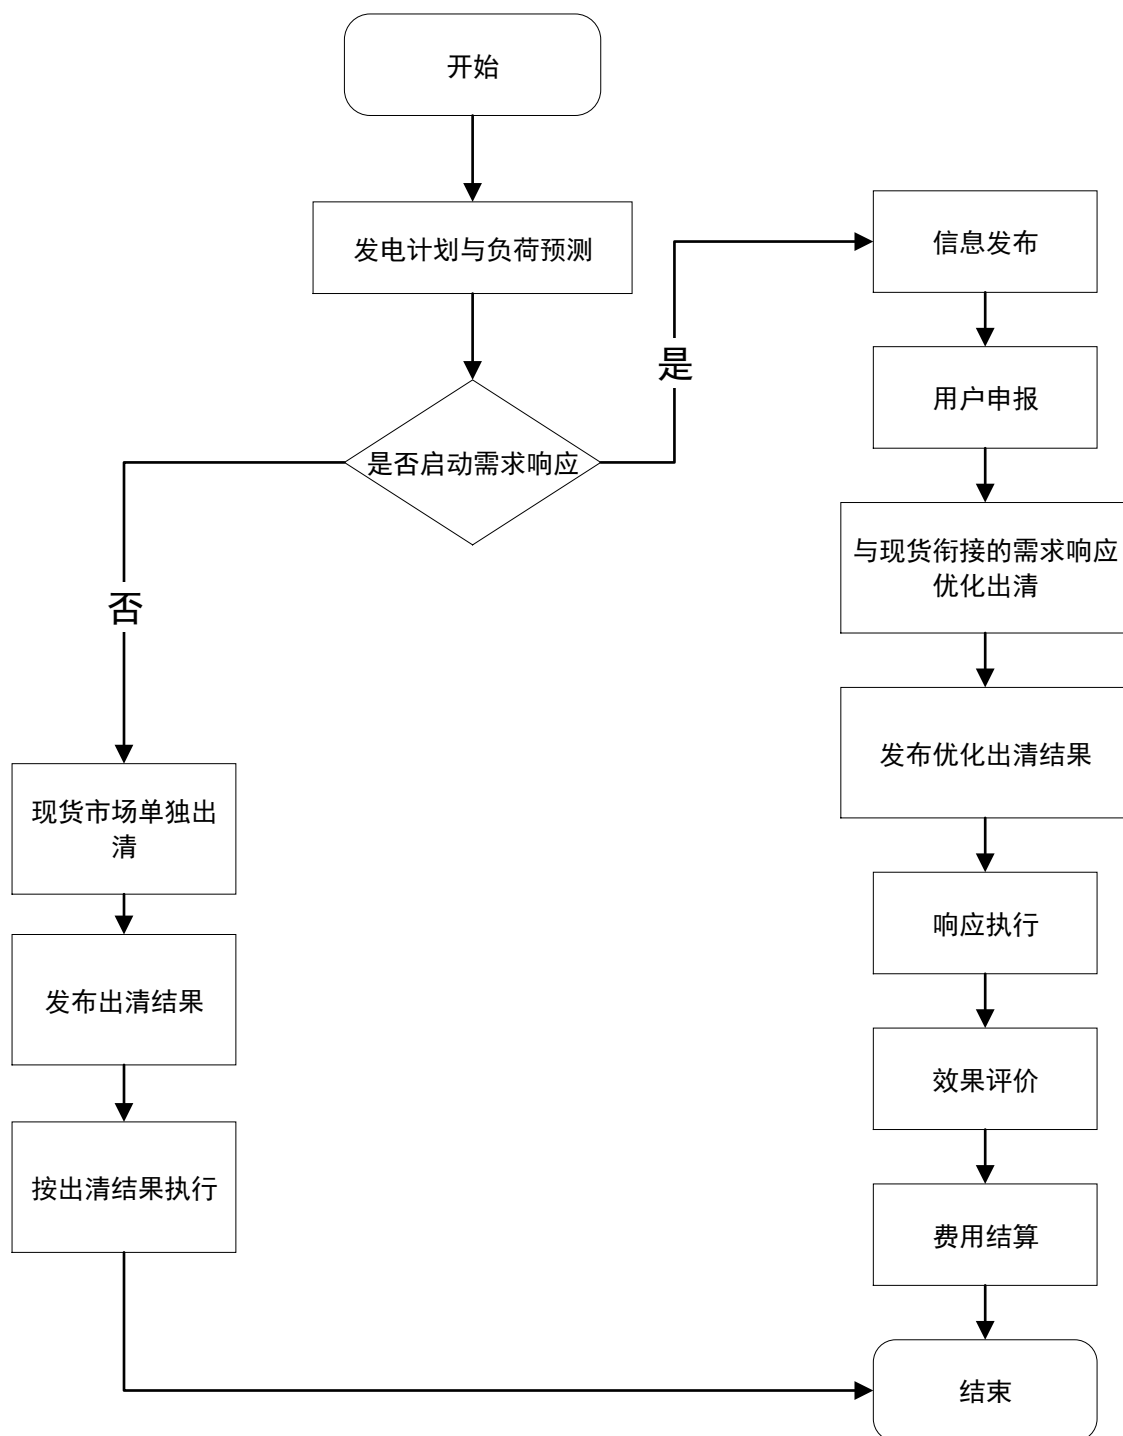 开始
发电计划与负荷预测
是否启动需求响应
是
否
信息发布
用户申报
与现货衔接的需求响应
优化出清
发布优化出清结果
响应执行
效果评价
费用结算
现货市场单独出
清
发布出清结果
按出清结果执行
结束